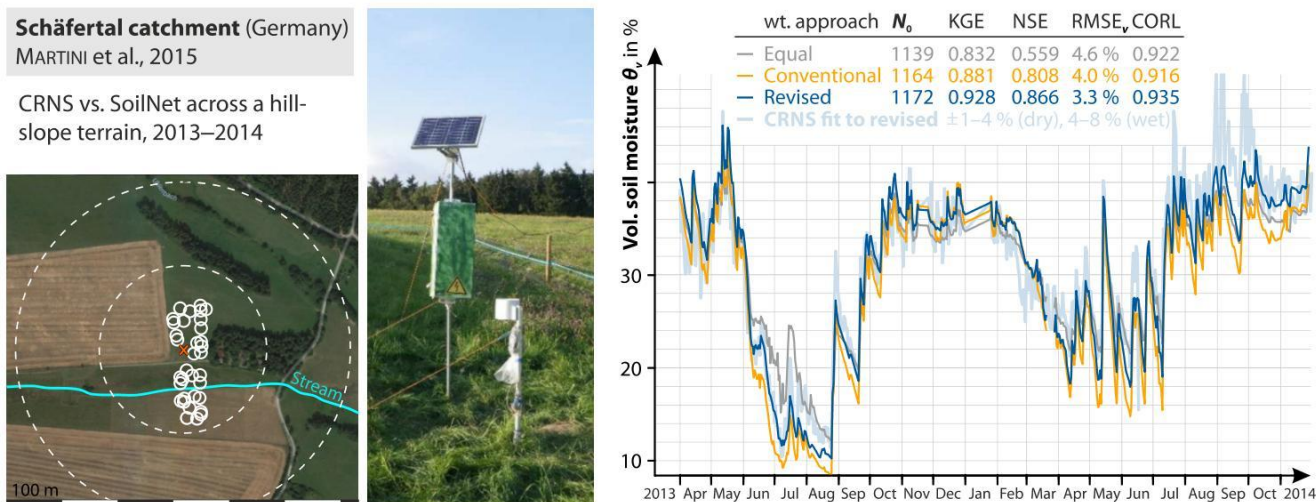 Schäfertal catchment (Germany)
MARTINI et al., 2015
CRNS vs. SoilNet across a hill-
slope terrain, 2013–2014
Stream
100 m
wt. approach N₀ KGE NSE RMSEᵥ CORL
Equal 1139 0.832 0.559 4.6 % 0.922
Conventional 1164 0.881 0.808 4.0 % 0.916
Revised 1172 0.928 0.866 3.3 % 0.935
CRNS fit to revised ±1–4 % (dry), 4–8 % (wet)
Vol. soil moisture θᵥ in %
30
20
10
2013 Apr May Jun Jul Aug Sep Oct Nov Dec Jan Feb Mar Apr May Jun Jul Aug Sep Oct 2014